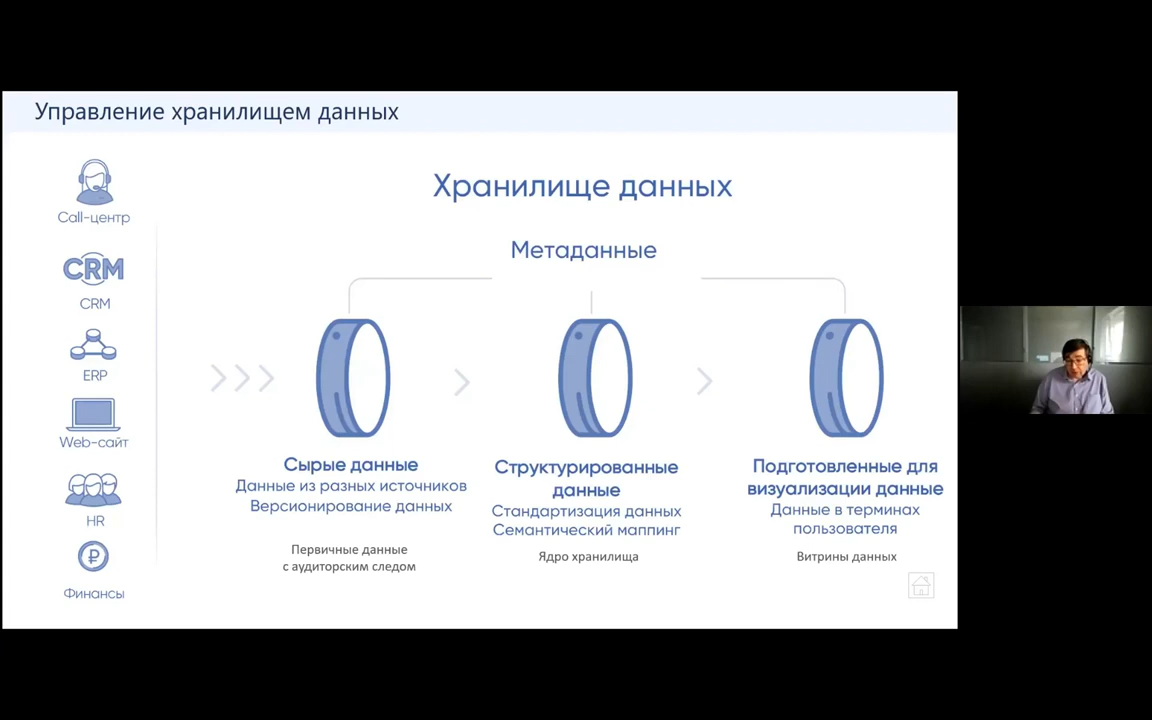 Управление хранилищем данных
Call-центр
CRM
CRM
ERP
Web-сайт
HR
₽
Финансы
Хранилище данных
Метаданные
Сырые данные
Данные из разных источников
Версионирование данных
Первичные данные
с аудиторским следом
Структурированные
данные
Стандартизация данных
Семантический маппинг
Ядро хранилища
Подготовленные для
визуализации данные
Данные в терминах
пользователя
Витрины данных